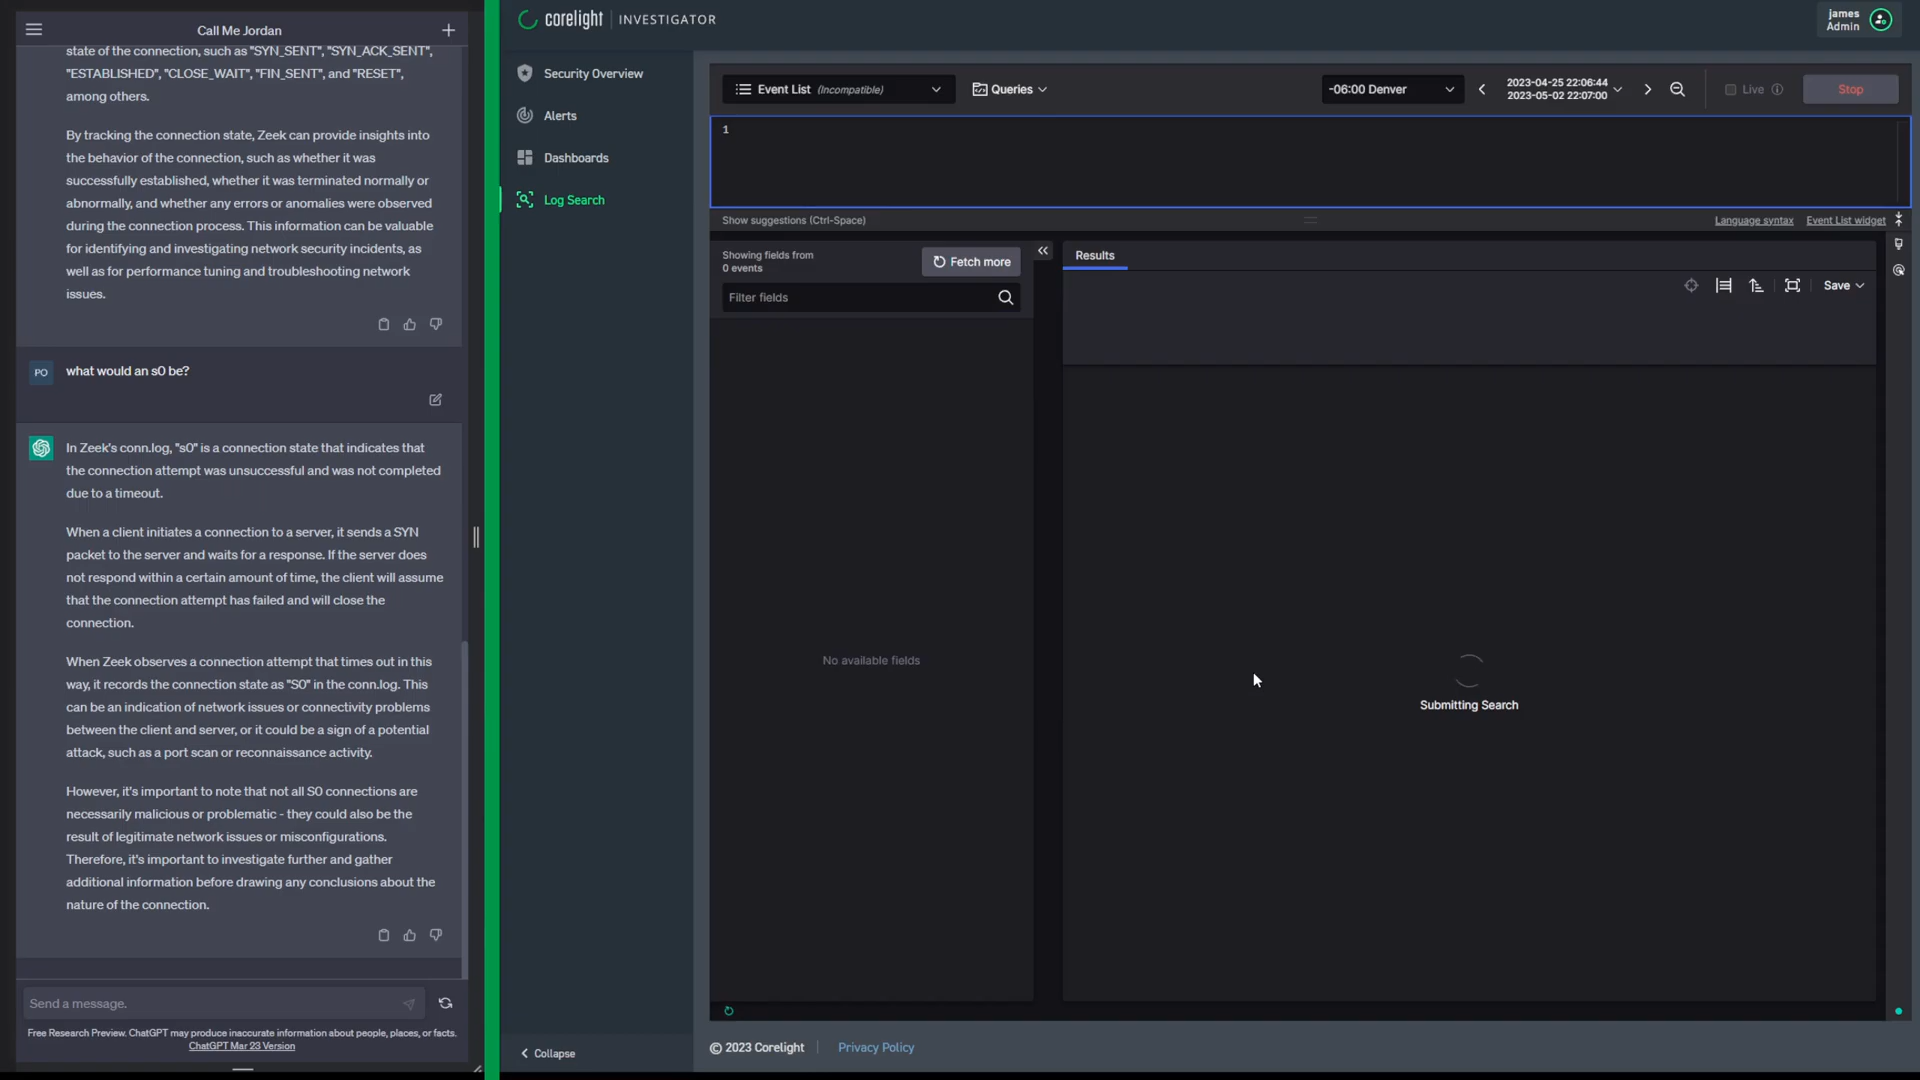 Call Me Jordan
state of the connection, such as "SYN_SENT", "SYN_ACK_SENT",
"ESTABLISHED", "CLOSE_WAIT", "FIN_SENT", and "RESET",
among others.
By tracking the connection state, Zeek can provide insights into
the behavior of the connection, such as whether it was
successfully established, whether it was terminated normally or
abnormally, and whether any errors or anomalies were observed
during the connection process. This information can be valuable
for identifying and investigating network security incidents, as
well as for performance tuning and troubleshooting network
issues.
PO
what would an s0 be?
In Zeek's conn.log, "s0" is a connection state that indicates that
the connection attempt was unsuccessful and was not completed
due to a timeout.
When a client initiates a connection to a server, it sends a SYN
packet to the server and waits for a response. If the server does
not respond within a certain amount of time, the client will assume
that the connection attempt has failed and will close the
connection.
When Zeek observes a connection attempt that times out in this
way, it records the connection state as "S0" in the conn.log. This
can be an indication of network issues or connectivity problems
between the client and server, or it could be a sign of a potential
attack, such as a port scan or reconnaissance activity.
However, it's important to note that not all S0 connections are
necessarily malicious or problematic - they could also be the
result of legitimate network issues or misconfigurations.
Therefore, it's important to investigate further and gather
additional information before drawing any conclusions about the
nature of the connection.
Send a message.
Free Research Preview. ChatGPT may produce inaccurate information about people, places, or facts.
ChatGPT Mar 23 Version
corelight INVESTIGATOR
james
Admin
Security Overview
Alerts
Dashboards
Log Search
Collapse
Event List (Incompatible)
Queries
-06:00 Denver
2023-04-25 22:06:44
2023-05-02 22:07:00
Live
Stop
1
Show suggestions (Ctrl-Space)
Language syntax
Event List widget
Showing fields from
0 events
Fetch more
Filter fields
No available fields
Results
Save
Submitting Search
© 2023 Corelight
Privacy Policy